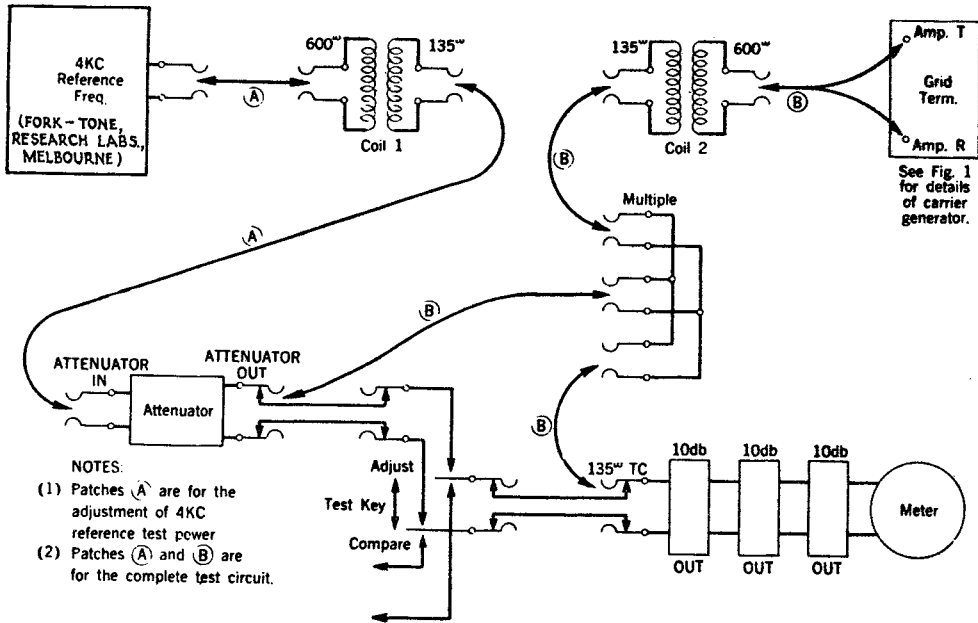 4KC
Reference
Freq.
(FORK-TONE,
RESEARCH LABS.,
MELBOURNE)
A
600ω
135ω
Coil 1
A
135ω
600ω
Coil 2
B
Amp. T
Grid
Term.
Amp. R
See Fig. 1
for details
of carrier
generator.
B
Multiple
B
B
ATTENUATOR
IN
ATTENUATOR
OUT
Attenuator
Adjust
Test Key
Compare
135ω TC
10db
10db
10db
OUT
OUT
OUT
Meter
NOTES:
(1) Patches A are for the
adjustment of 4KC
reference test power
(2) Patches A and B are
for the complete test circuit.